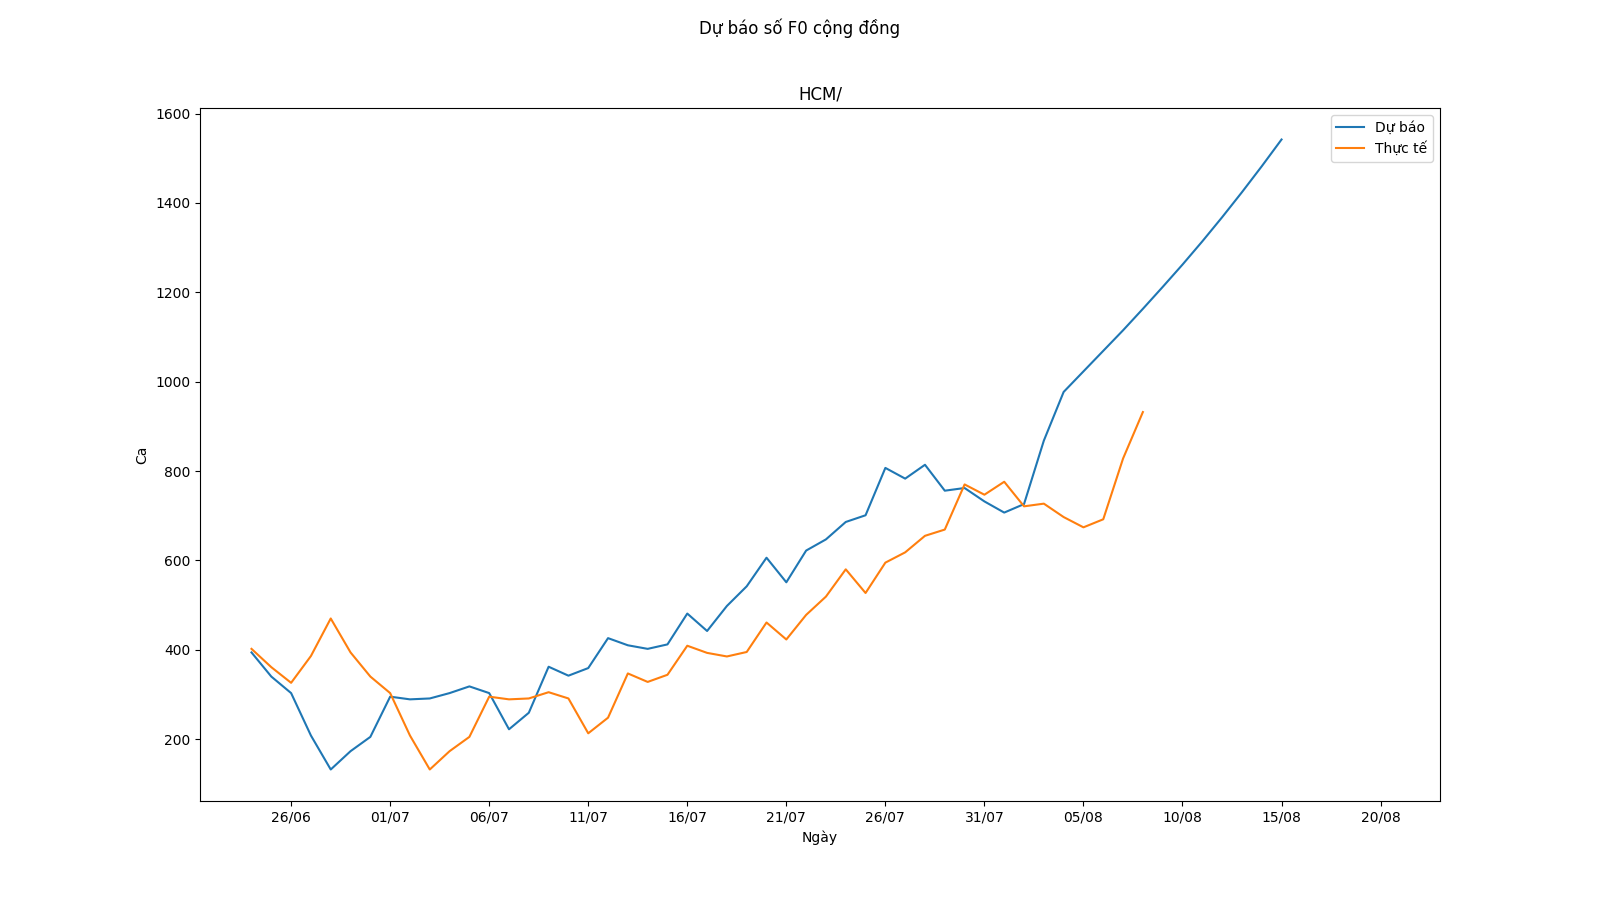 Dự báo số F0 cộng đồng
HCM/
Dự báo
Thực tế
1600
1400
1200
1000
800
600
400
200
Ca
26/06 01/07 06/07 11/07 16/07 21/07 26/07 31/07 05/08 10/08 15/08 20/08
Ngày